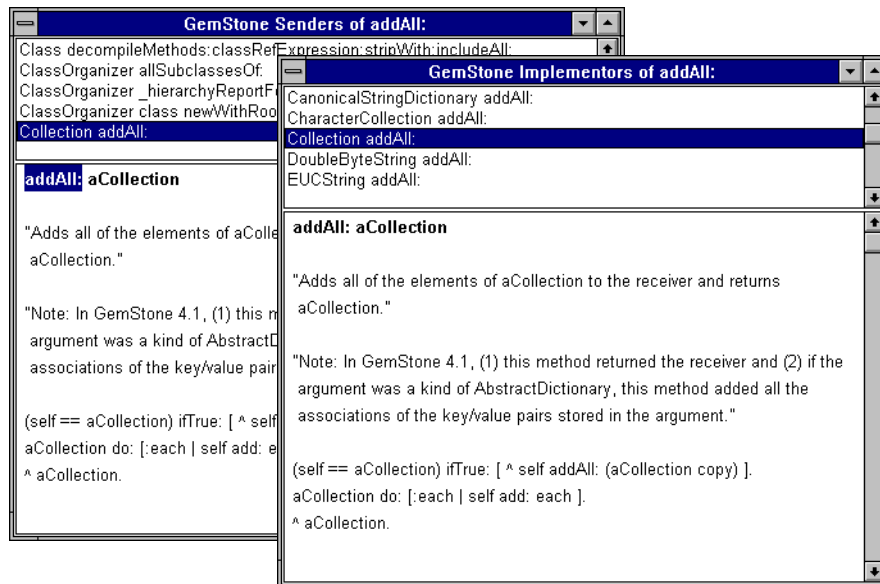 GemStone Senders of addAll:
Class decompileMethods:classRefExpression:stripWith:includeAll:
ClassOrganizer allSubclassesOf:
ClassOrganizer _hierarchyReportF
ClassOrganizer class newWithRoo
Collection addAll:
addAll: aCollection
"Adds all of the elements of aColle
aCollection."
"Note: In GemStone 4.1, (1) this m
argument was a kind of AbstractD
associations of the key/value pair
(self == aCollection) ifTrue: [ ^ self
aCollection do: [:each | self add: e
^ aCollection.
GemStone Implementors of addAll:
CanonicalStringDictionary addAll:
CharacterCollection addAll:
Collection addAll:
DoubleByteString addAll:
EUCString addAll:
addAll: aCollection
"Adds all of the elements of aCollection to the receiver and returns
aCollection."
"Note: In GemStone 4.1, (1) this method returned the receiver and (2) if the
argument was a kind of AbstractDictionary, this method added all the
associations of the key/value pairs stored in the argument."
(self == aCollection) ifTrue: [ ^ self addAll: (aCollection copy) ].
aCollection do: [:each | self add: each ].
^ aCollection.